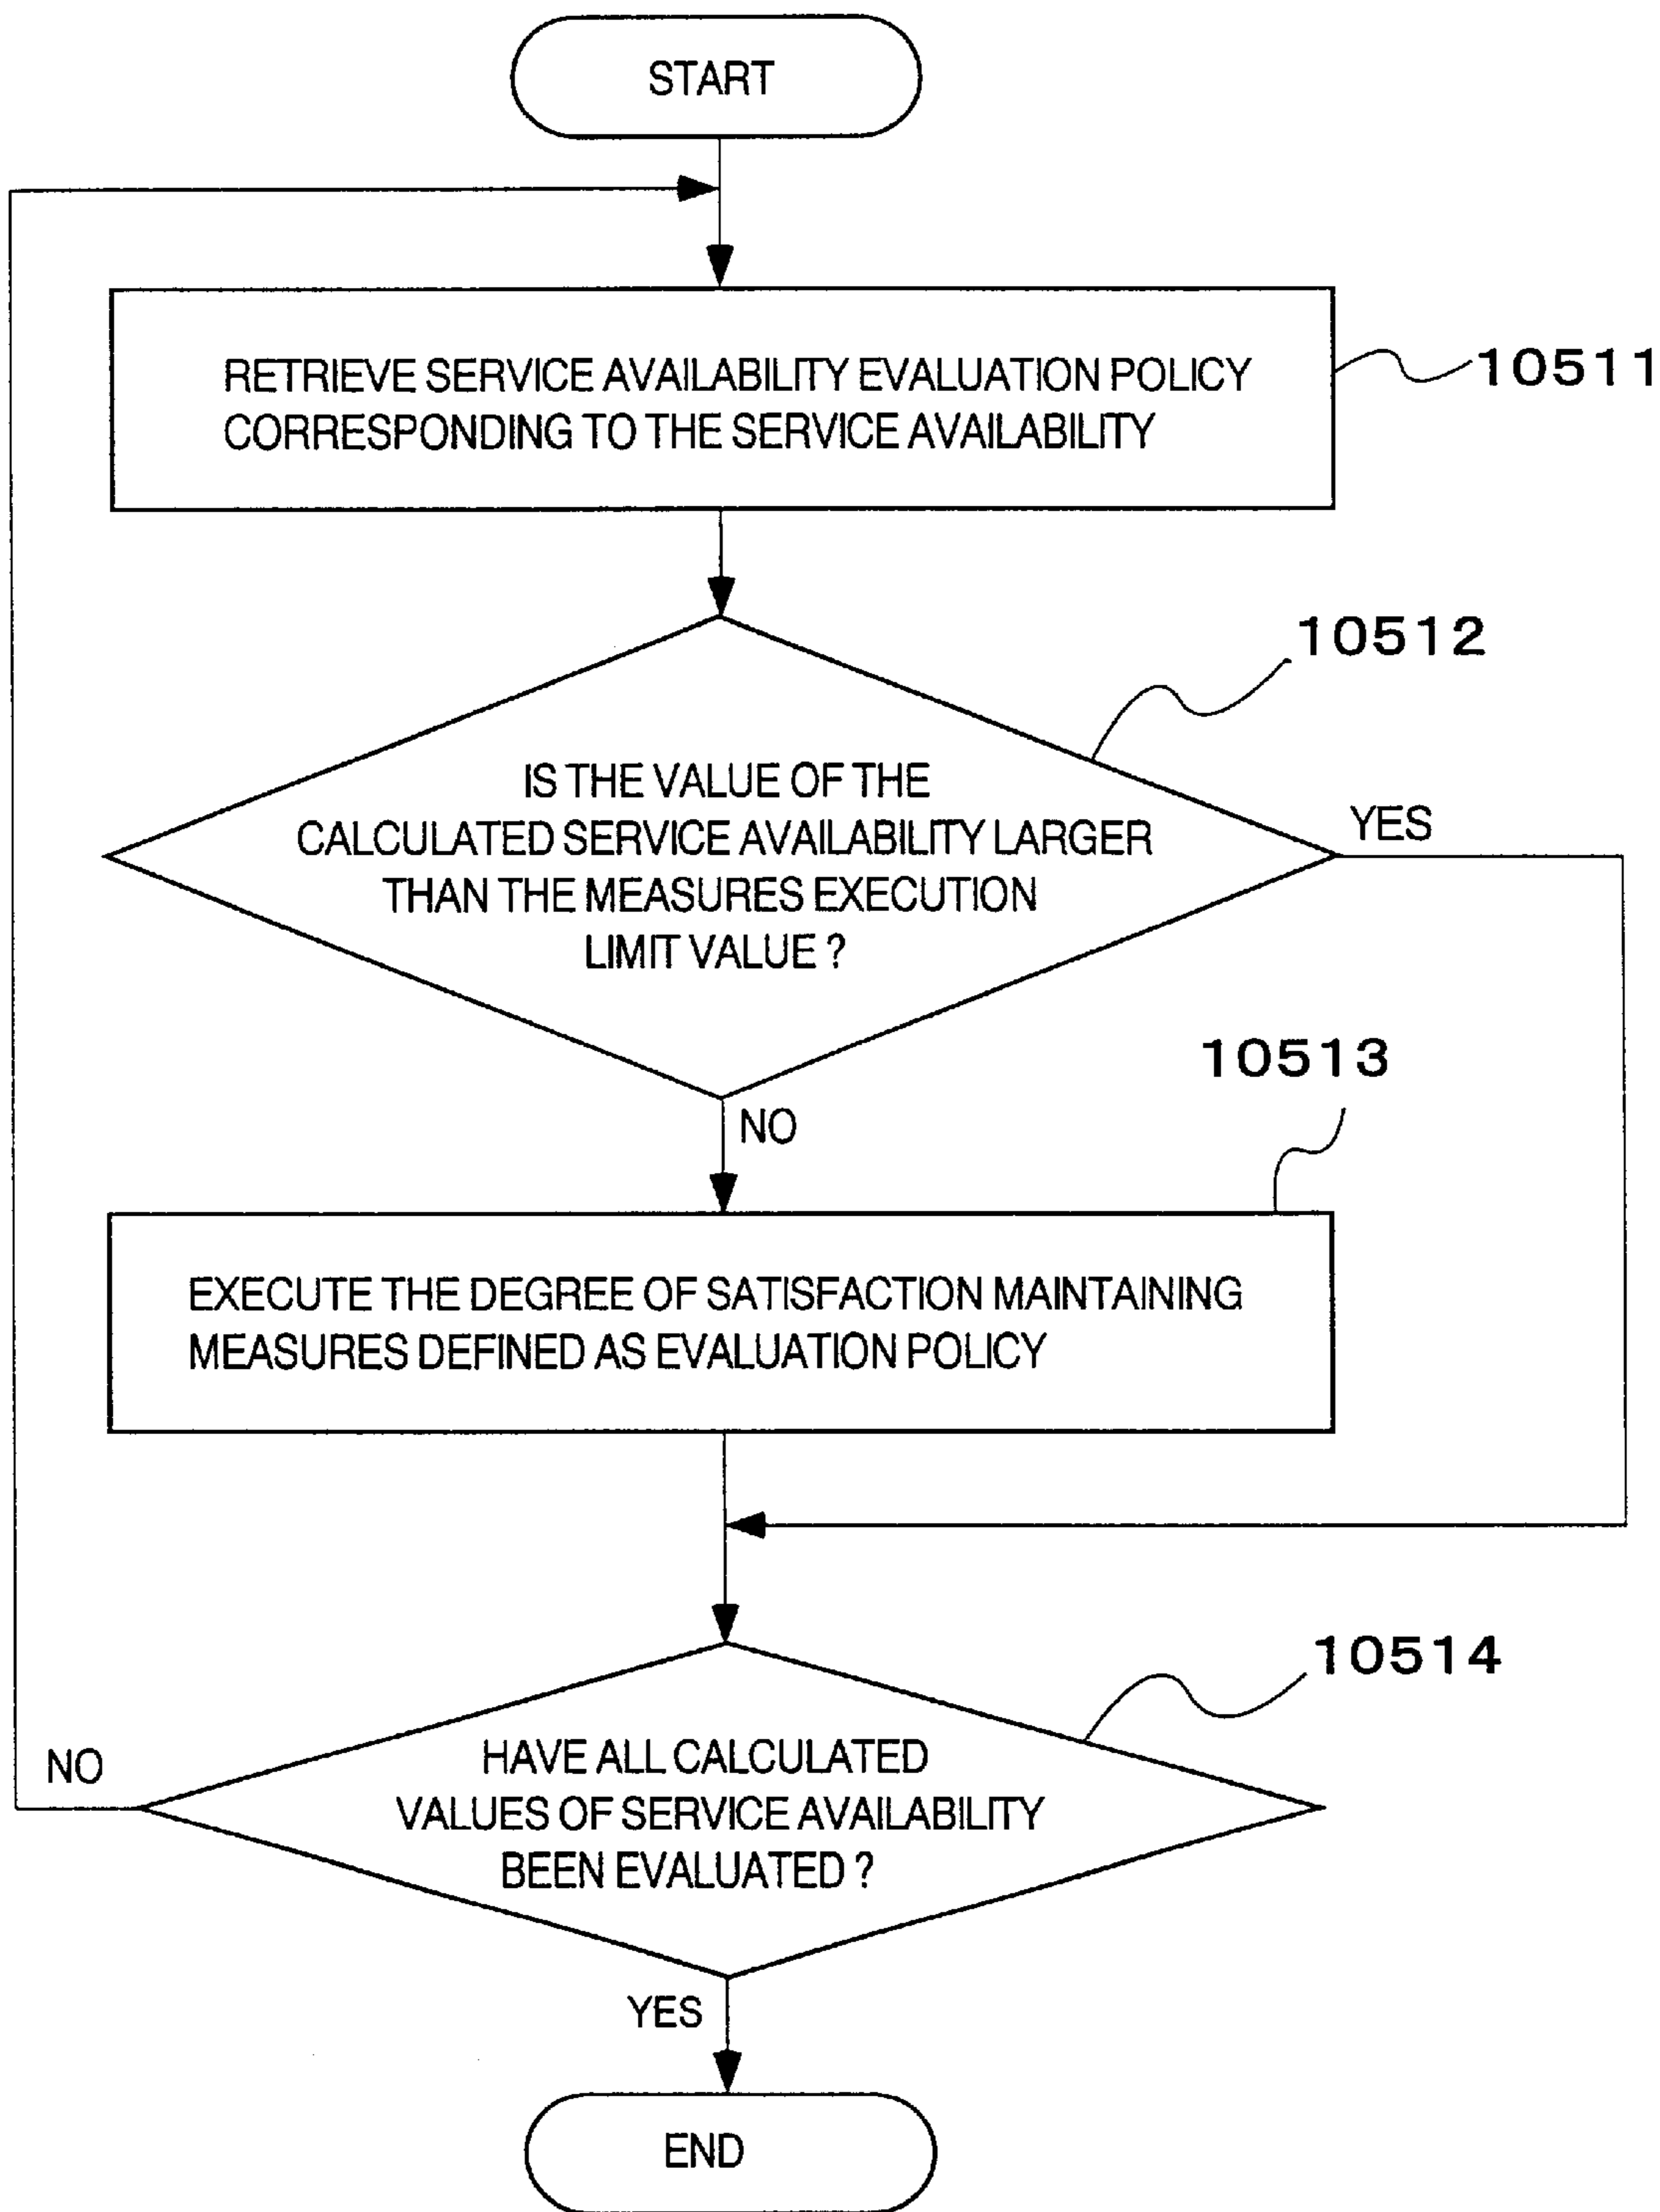 START
RETRIEVE SERVICE AVAILABILITY EVALUATION POLICY
CORRESPONDING TO THE SERVICE AVAILABILITY
10511
10512
IS THE VALUE OF THE
CALCULATED SERVICE AVAILABILITY LARGER
THAN THE MEASURES EXECUTION
LIMIT VALUE ?
YES
NO
10513
EXECUTE THE DEGREE OF SATISFACTION MAINTAINING
MEASURES DEFINED AS EVALUATION POLICY
10514
HAVE ALL CALCULATED
VALUES OF SERVICE AVAILABILITY
BEEN EVALUATED ?
NO
YES
END